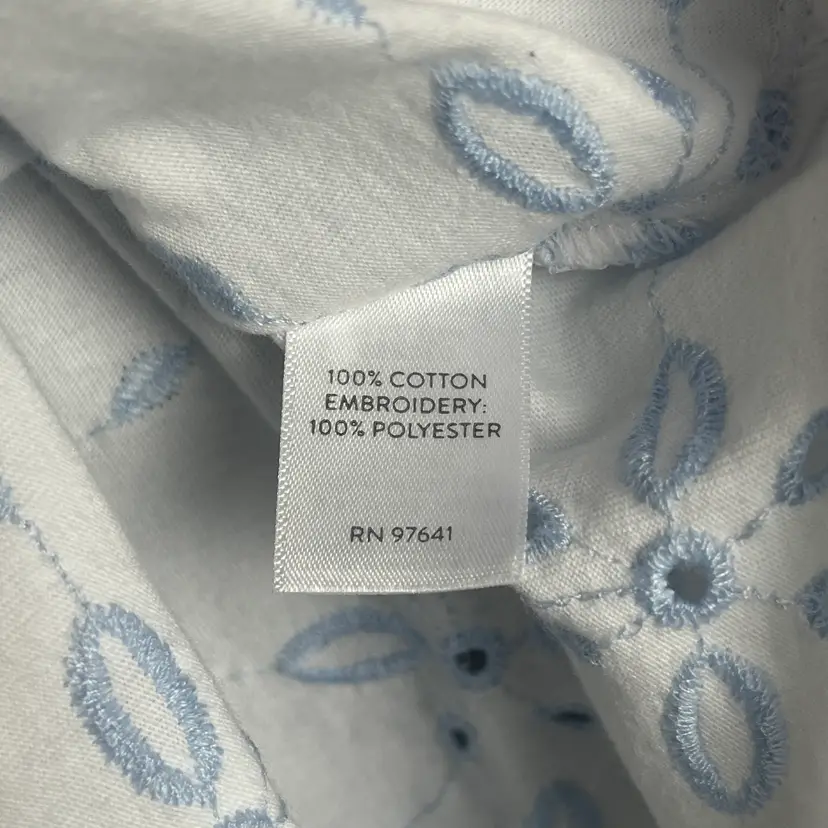 100% COTTON
EMBROIDERY:
100% POLYESTER
RN 97641